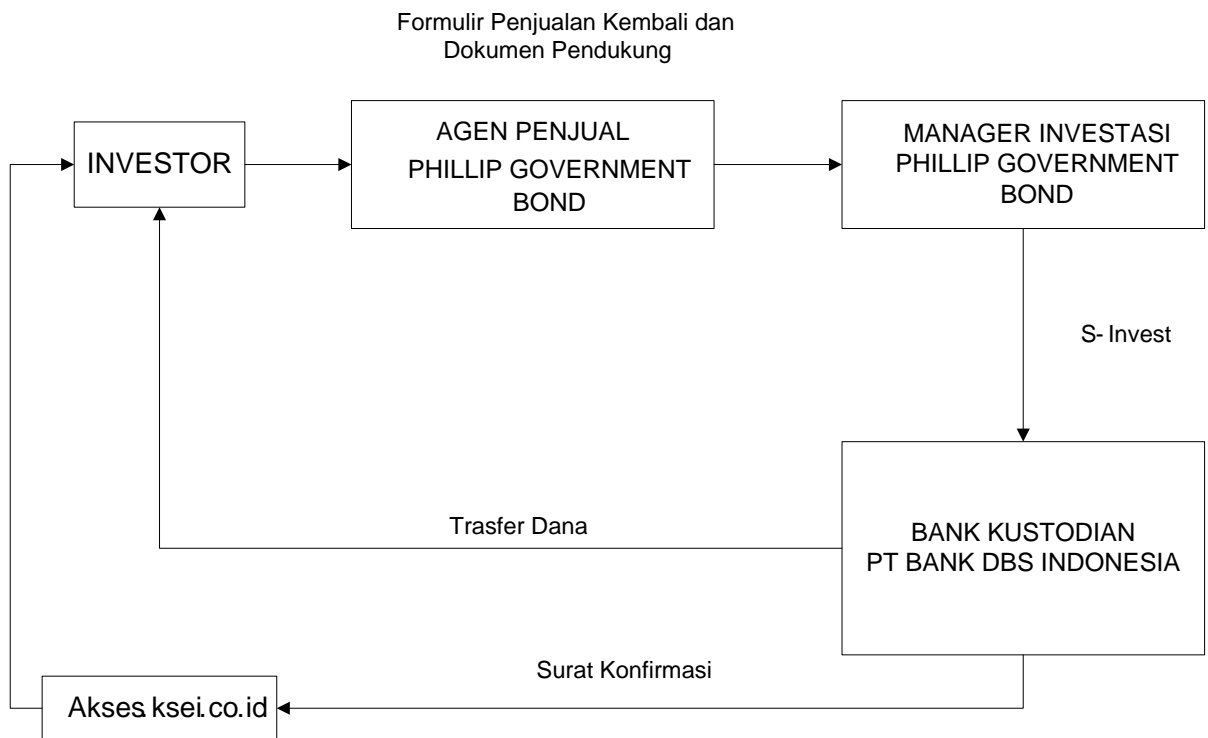 Formulir Penjualan Kembali dan
Dokumen Pendukung
INVESTOR
AGEN PENJUAL
PHILLIP GOVERNMENT
BOND
MANAGER INVESTASI
PHILLIP GOVERNMENT
BOND
S- Invest
Trasfer Dana
BANK KUSTODIAN
PT BANK DBS INDONESIA
Surat Konfirmasi
Akses.ksei.co.id